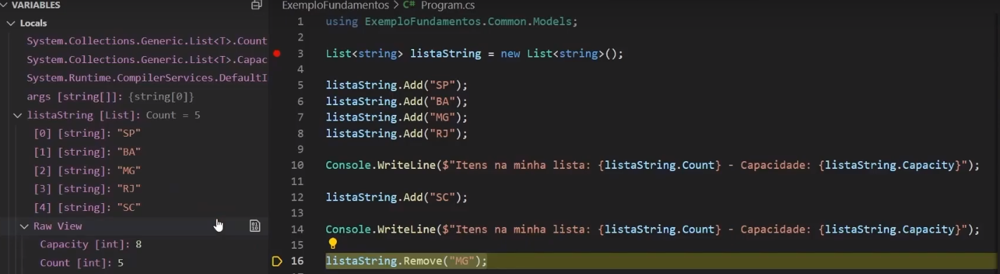 VARIABLES
Locals
System.Collections.Generic.List<T>.Count
System.Collections.Generic.List<T>.Capac
System.Runtime.CompilerServices.DefaultI
args [string[]]: {string[0]}
listaString [List]: Count = 5
[0] [string]: "SP"
[1] [string]: "BA"
[2] [string]: "MG"
[3] [string]: "RJ"
[4] [string]: "SC"
Raw View
Capacity [int]: 8
Count [int]: 5
ExemploFundamentos > C# Program.cs
1 using ExemploFundamentos.Common.Models;
2
3 List<string> listaString = new List<string>();
4
5 listaString.Add("SP");
6 listaString.Add("BA");
7 listaString.Add("MG");
8 listaString.Add("RJ");
9
10 Console.WriteLine($"Itens na minha lista: {listaString.Count} - Capacidade: {listaString.Capacity}");
11
12 listaString.Add("SC");
13
14 Console.WriteLine($"Itens na minha lista: {listaString.Count} - Capacidade: {listaString.Capacity}");
15
16 listaString.Remove("MG");